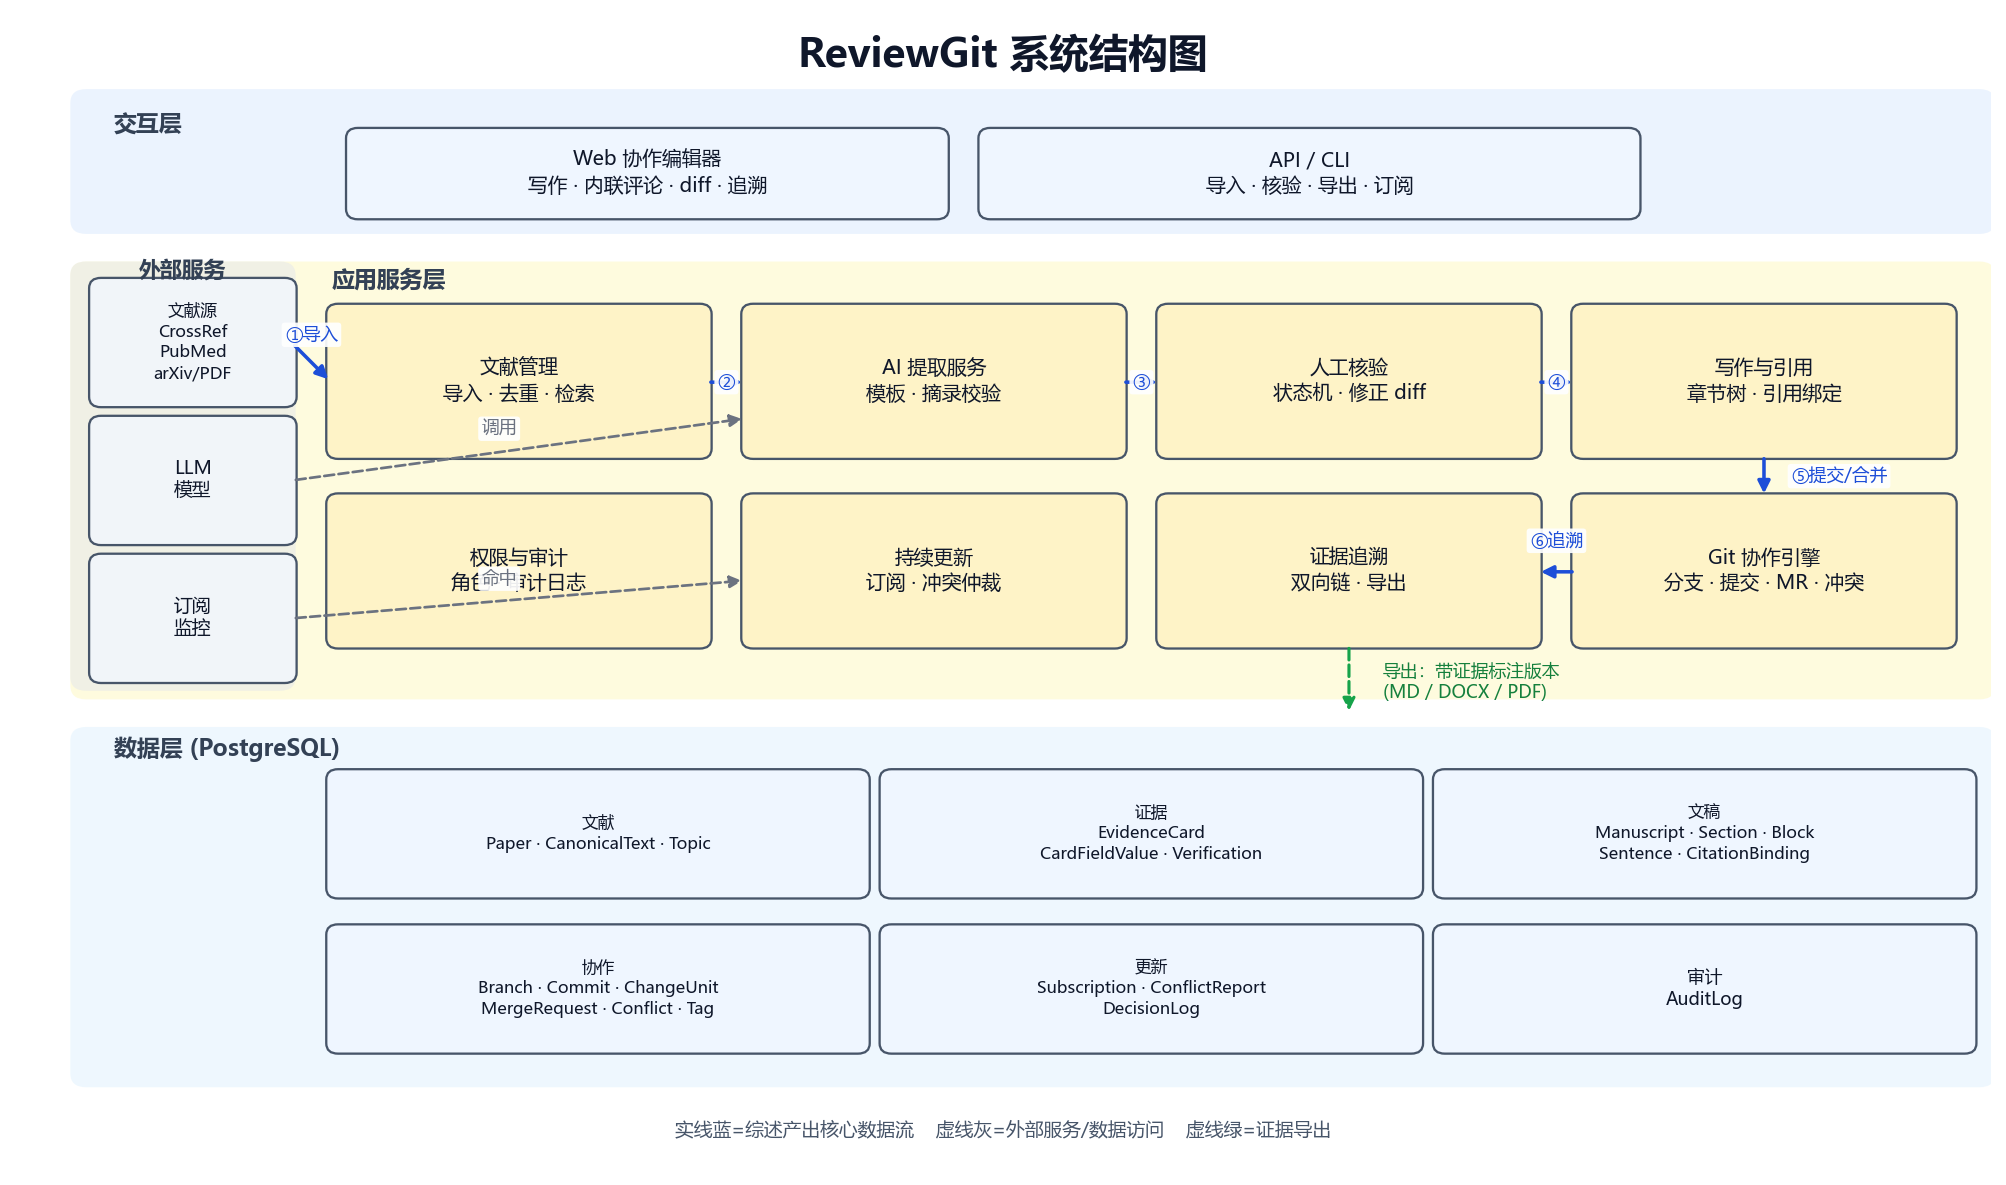 ReviewGit 系统结构图
交互层
Web 协作编辑器
写作 · 内联评论 · diff · 追溯
API / CLI
导入 · 核验 · 导出 · 订阅
外部服务
文献源
CrossRef
PubMed
arXiv/PDF
LLM
模型
订阅
监控
应用服务层
①导入
文献管理
导入 · 去重 · 检索
②
AI 提取服务
模板 · 摘录校验
③
人工核验
状态机 · 修正 diff
④
写作与引用
章节树 · 引用绑定
调用
⑤提交/合并
权限与审计
角色 审计日志
命中
持续更新
订阅 · 冲突仲裁
证据追溯
双向链 · 导出
⑥追溯
Git 协作引擎
分支 · 提交 · MR · 冲突
导出：带证据标注版本
(MD / DOCX / PDF)
数据层 (PostgreSQL)
文献
Paper · CanonicalText · Topic
证据
EvidenceCard
CardFieldValue · Verification
文稿
Manuscript · Section · Block
Sentence · CitationBinding
协作
Branch · Commit · ChangeUnit
MergeRequest · Conflict · Tag
更新
Subscription · ConflictReport
DecisionLog
审计
AuditLog
实线蓝=综述产出核心数据流 虚线灰=外部服务/数据访问 虚线绿=证据导出